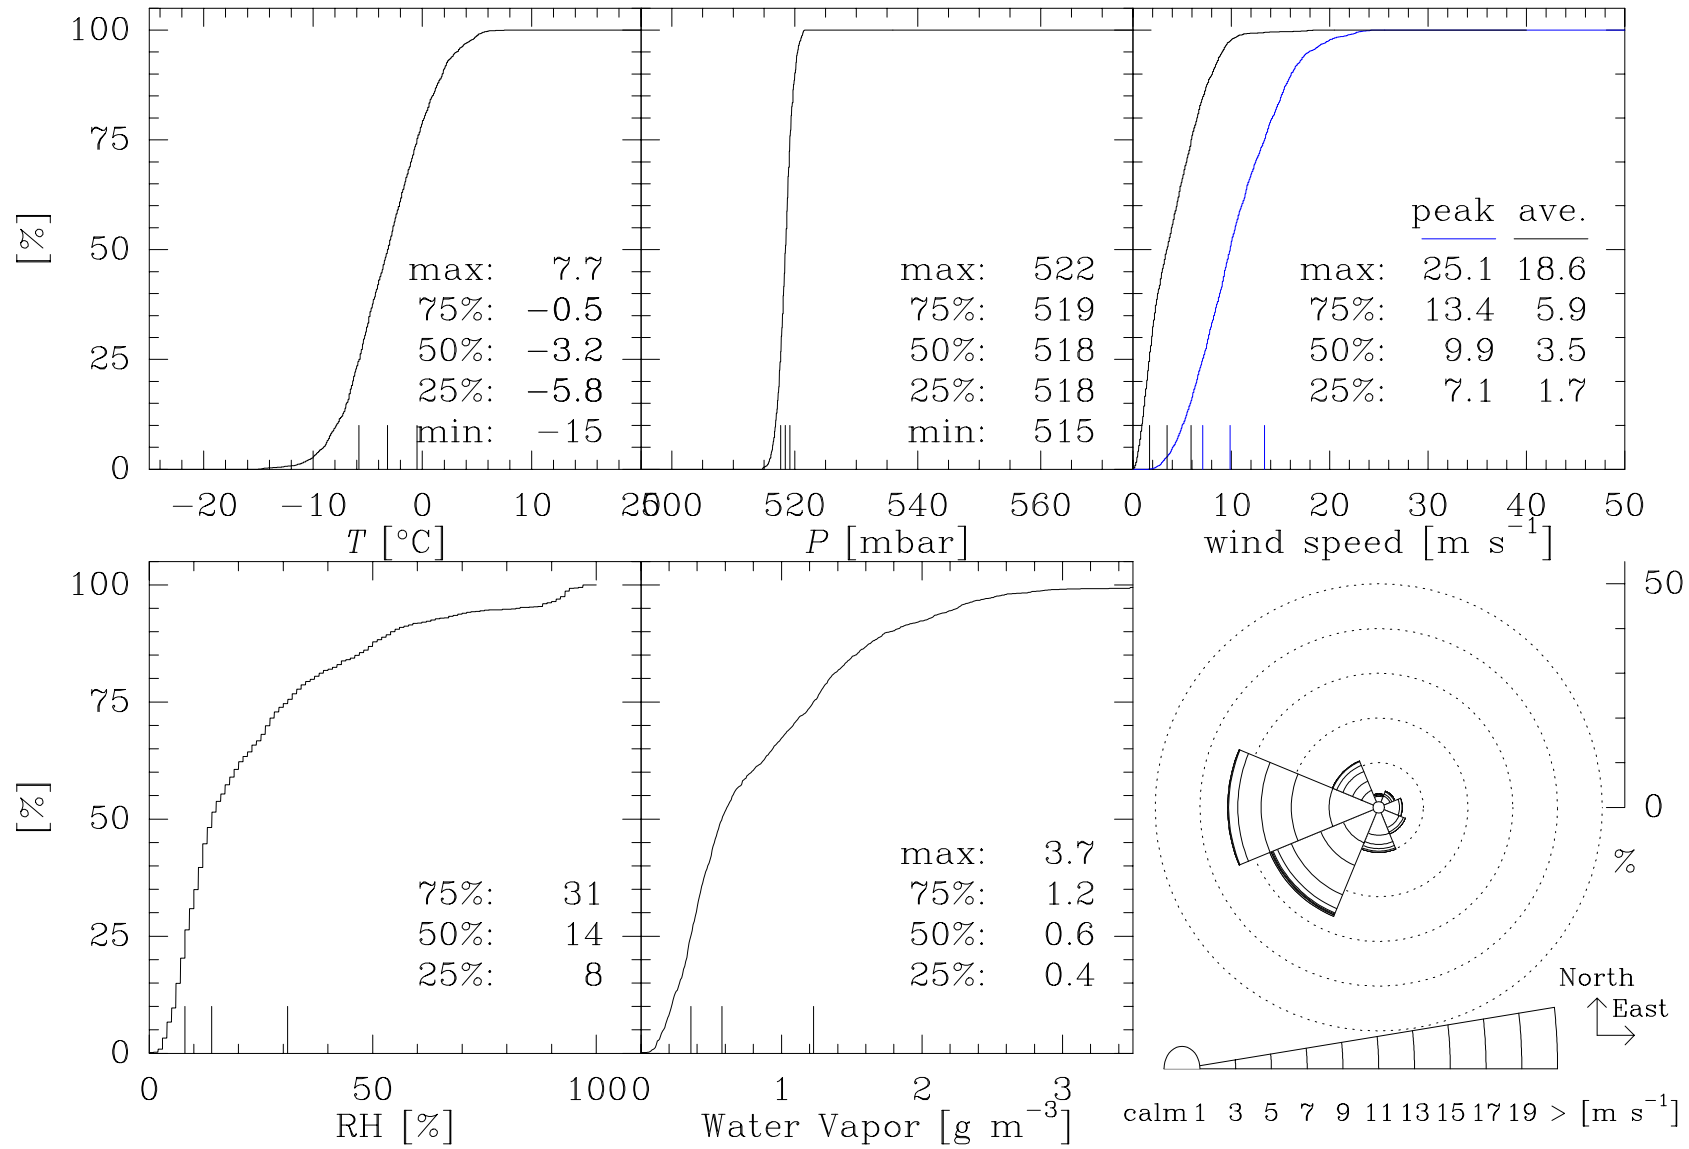 100
75
50
25
0
[%]
max: 7.7
75%: −0.5
50%: −3.2
25%: −5.8
min: −15
−20 −10 0 10 20
T [°C]
max: 522
75%: 519
50%: 518
25%: 518
min: 515
500 520 540 560
P [mbar]
peak ave.
max: 25.1 18.6
75%: 13.4 5.9
50%: 9.9 3.5
25%: 7.1 1.7
0 10 20 30 40 50
wind speed [m s⁻¹]
100
75
50
25
0
[%]
75%: 31
50%: 14
25%: 8
0 50 100
RH [%]
max: 3.7
75%: 1.2
50%: 0.6
25%: 0.4
0 1 2 3
Water Vapor [g m⁻³]
50
0
%
North
East
calm 1 3 5 7 9 11 13 15 17 19 > [m s⁻¹]